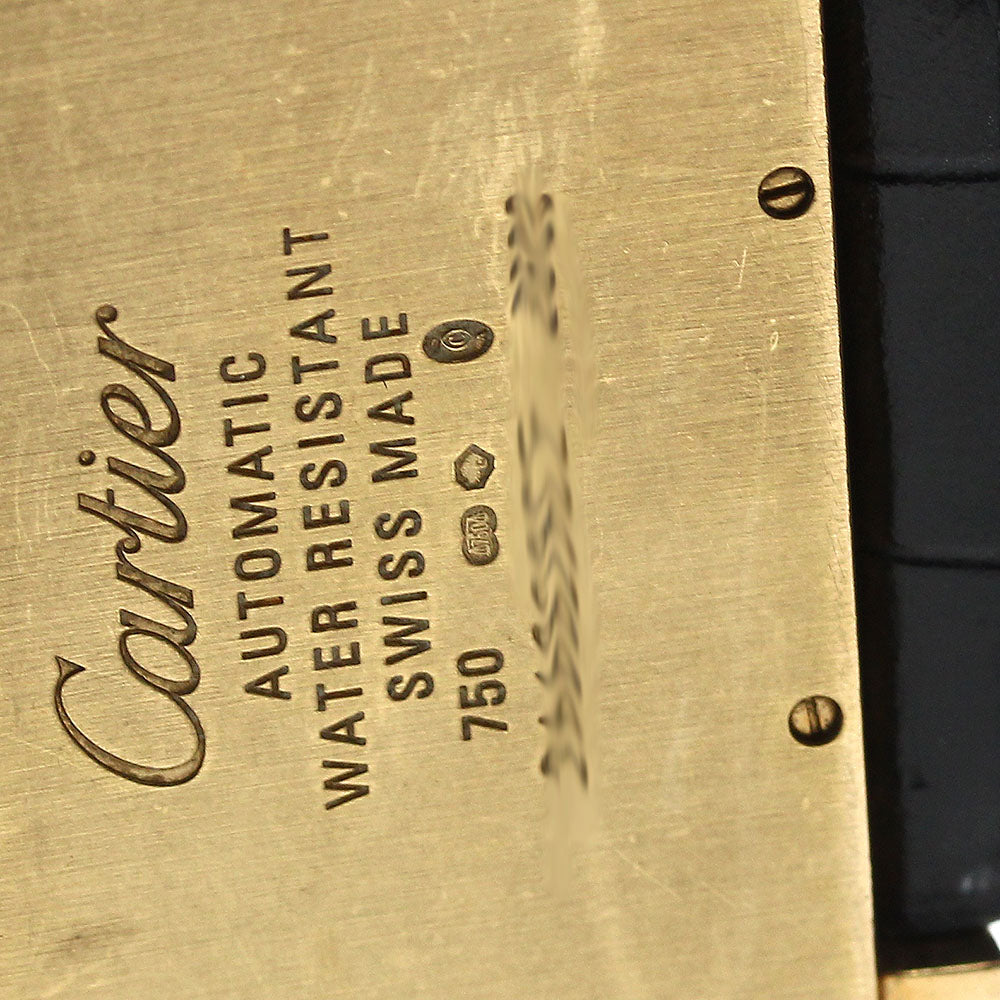 Cartier
AUTOMATIC
WATER RESISTANT
SWISS MADE
750